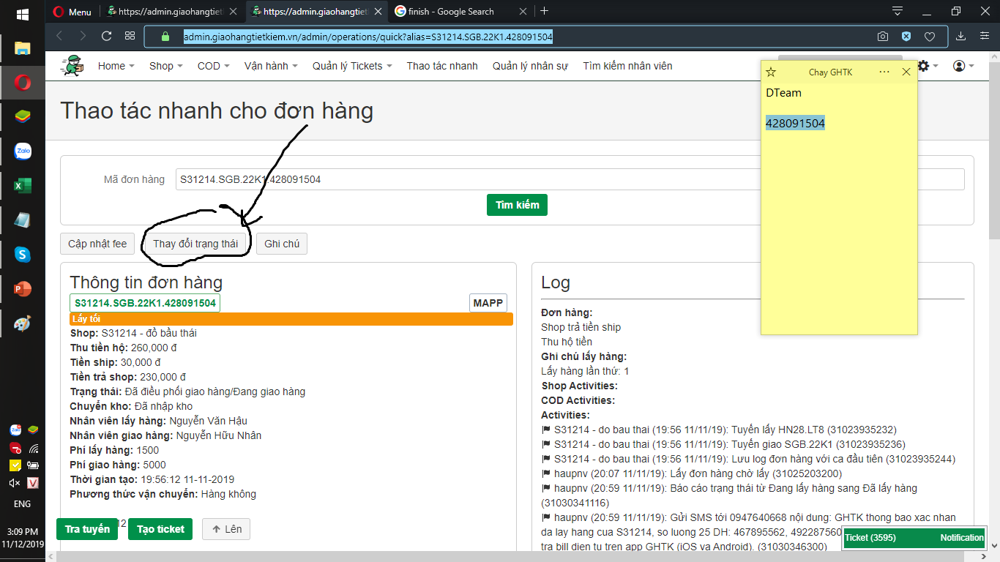 Menu
https://admin.giaohangtiet
https://admin.giaohangtiet
finish - Google Search
admin.giaohangtietkiem.vn/admin/operations/quick?alias=S31214.SGB.22K1.428091504
Home Shop COD Vận hành Quản lý Tickets Thao tác nhanh Quản lý nhân sự Tìm kiếm nhân viên
Chay GHTK
DTeam
428091504
Thao tác nhanh cho đơn hàng
Mã đơn hàng S31214.SGB.22K1.428091504
Tìm kiếm
Cập nhật fee Thay đổi trạng thái Ghi chú
Thông tin đơn hàng
S31214.SGB.22K1.428091504 MAPP
Lấy tối
Shop: S31214 - đồ bầu thái
Thu tiền hộ: 260,000 đ
Tiền ship: 30,000 đ
Tiền trả shop: 230,000 đ
Trạng thái: Đã điều phối giao hàng/Đang giao hàng
Chuyển kho: Đã nhập kho
Nhân viên lấy hàng: Nguyễn Văn Hậu
Nhân viên giao hàng: Nguyễn Hữu Nhân
Phí lấy hàng: 1500
Phí giao hàng: 5000
Thời gian tạo: 19:56:12 11-11-2019
Phương thức vận chuyển: Hàng không
12
Tra tuyến Tạo ticket Lên
Log
Đơn hàng:
Shop trả tiền ship
Thu hộ tiền
Ghi chú lấy hàng:
Lấy hàng lần thứ: 1
Shop Activities:
COD Activities:
Activities:
S31214 - do bau thai (19:56 11/11/19): Tuyến lấy HN28.LT8 (31023935232)
S31214 - do bau thai (19:56 11/11/19): Tuyến giao SGB.22K1 (31023935236)
S31214 - do bau thai (19:56 11/11/19): Lưu log đơn hàng với ca đầu tiên (31023935244)
haupnv (20:07 11/11/19): Lấy đơn hàng chờ lấy (31025203200)
haupnv (20:59 11/11/19): Báo cáo trạng thái từ Đang lấy hàng sang Đã lấy hàng
(31030341116)
haupnv (20:59 11/11/19): Gửi SMS tới 0947640668 nội dung: GHTK thong bao xac nhan
da lay hang cua S31214, so luong 25 DH: 467895562, 492287560
tra bill dien tu tren app GHTK (iOS va Android). (31030346300)
Ticket (3595) Notification
Zalo
ENG
3:09 PM
11/12/2019